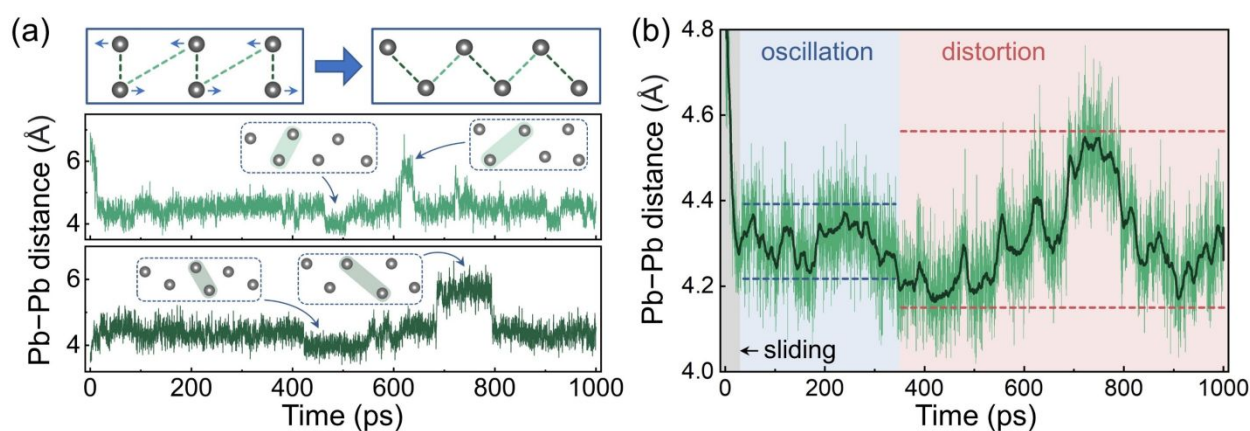 (a)
Pb−Pb distance (Å)
6
4
6
4
0 200 400 600 800 1000
Time (ps)
(b)
Pb−Pb distance (Å)
4.8
4.6
4.4
4.2
4.0
oscillation
distortion
sliding
0 200 400 600 800 1000
Time (ps)